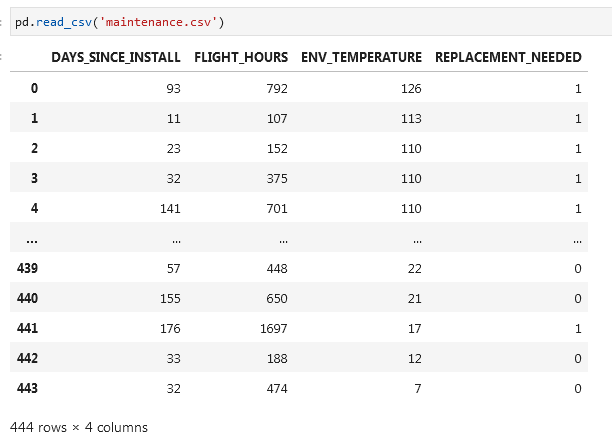 pd.read_csv('maintenance.csv')
DAYS_SINCE_INSTALL FLIGHT_HOURS ENV_TEMPERATURE REPLACEMENT_NEEDED
0 93 792 126 1
1 11 107 113 1
2 23 152 110 1
3 32 375 110 1
4 141 701 110 1
... ... ... ... ...
439 57 448 22 0
440 155 650 21 0
441 176 1697 17 1
442 33 188 12 0
443 32 474 7 0
444 rows × 4 columns